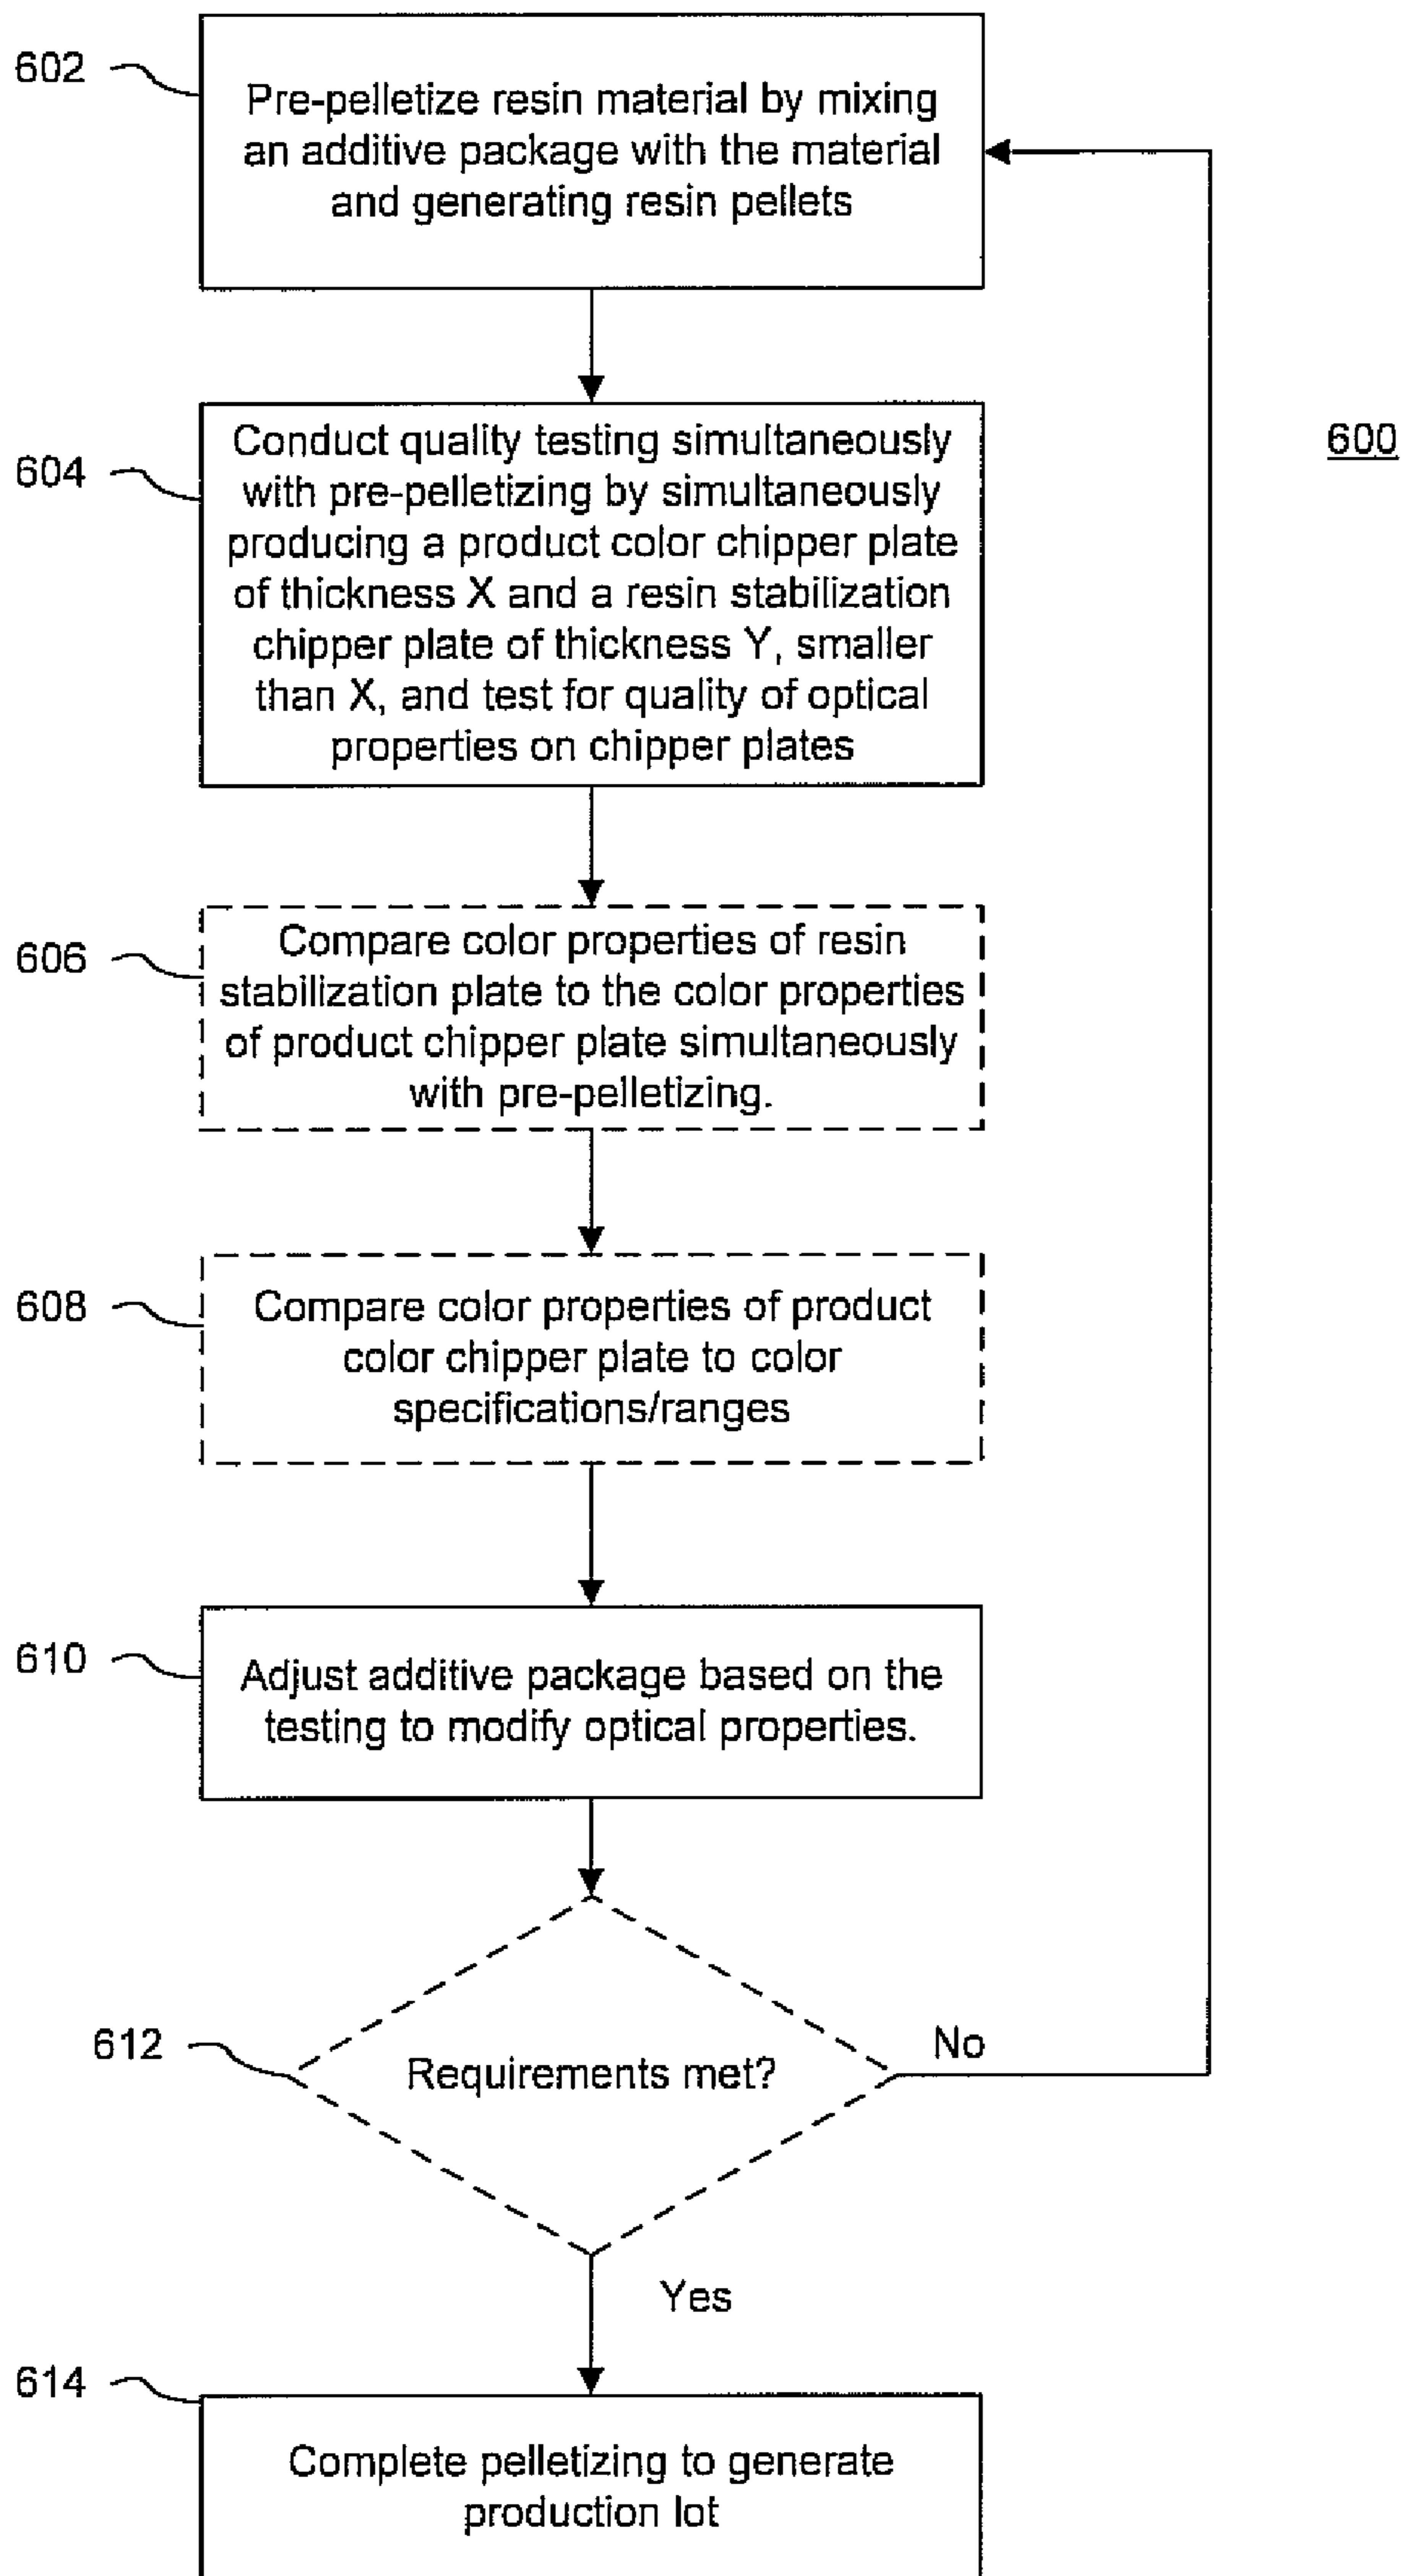 602
Pre-pelletize resin material by mixing
an additive package with the material
and generating resin pellets
600
604
Conduct quality testing simultaneously
with pre-pelletizing by simultaneously
producing a product color chipper plate
of thickness X and a resin stabilization
chipper plate of thickness Y, smaller
than X, and test for quality of optical
properties on chipper plates
606
Compare color properties of resin
stabilization plate to the color properties
of product chipper plate simultaneously
with pre-pelletizing.
608
Compare color properties of product
color chipper plate to color
specifications/ranges
610
Adjust additive package based on the
testing to modify optical properties.
612
Requirements met?
No
Yes
614
Complete pelletizing to generate
production lot